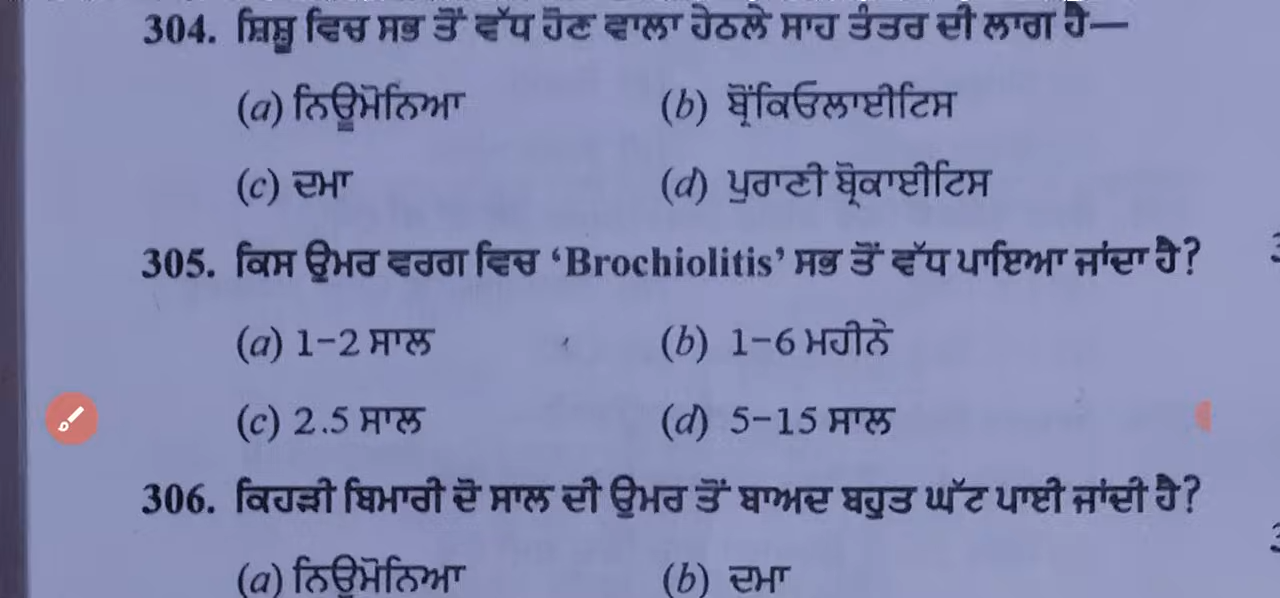 304. ਸ਼ਿਸ਼ੂ ਵਿਚ ਸਭ ਤੋਂ ਵੱਧ ਹੋਣ ਵਾਲਾ ਹੇਠਲੇ ਸਾਹ ਤੰਤਰ ਦੀ ਲਾਗ ਹੈ—
(a) ਨਿਊਮੋਨਿਆ (b) ਬ੍ਰੋਂਕਿਓਲਾਈਟਿਸ
(c) ਦਮਾ (d) ਪੁਰਾਣੀ ਬ੍ਰੋਕਾਈਟਿਸ
305. ਕਿਸ ਉਮਰ ਵਰਗ ਵਿਚ ‘Brochiolitis’ ਸਭ ਤੋਂ ਵੱਧ ਪਾਇਆ ਜਾਂਦਾ ਹੈ?
(a) 1–2 ਸਾਲ (b) 1–6 ਮਹੀਨੇ
(c) 2.5 ਸਾਲ (d) 5–15 ਸਾਲ
306. ਕਿਹੜੀ ਬਿਮਾਰੀ ਦੋ ਸਾਲ ਦੀ ਉਮਰ ਤੋਂ ਬਾਅਦ ਬਹੁਤ ਘੱਟ ਪਾਈ ਜਾਂਦੀ ਹੈ?
(a) ਨਿਉਮੋਨਿਆ (b) ਦਮਾ